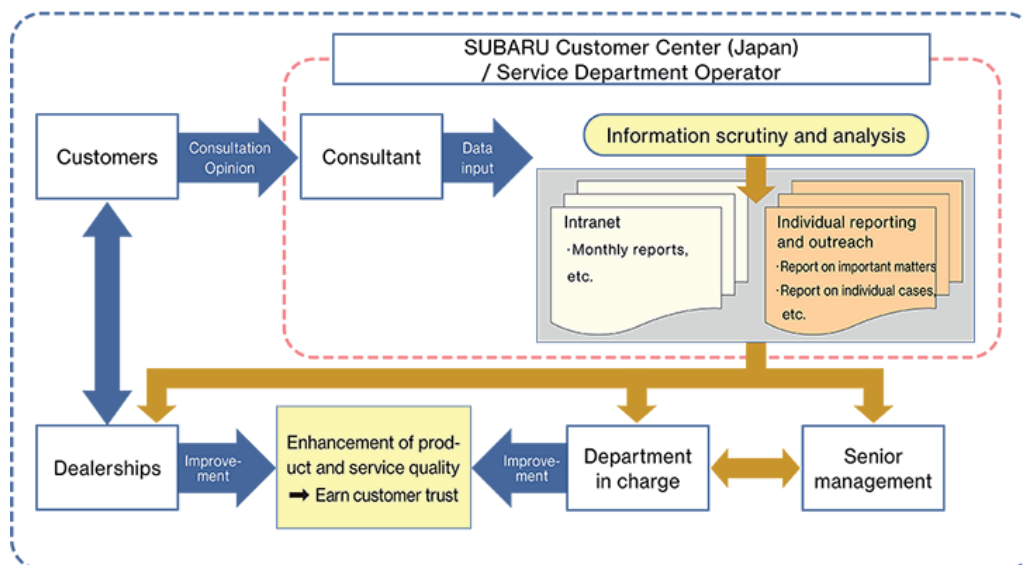 SUBARU Customer Center (Japan)
/ Service Department Operator
Customers
Consultation
Opinion
Consultant
Data
input
Information scrutiny and analysis
Intranet
·Monthly reports,
etc.
Individual reporting
and outreach
·Report on important matters
·Report on individual cases,
etc.
Dealerships
Improve-
ment
Enhancement of prod-
uct and service quality
➡ Earn customer trust
Improve-
ment
Department
in charge
Senior
management